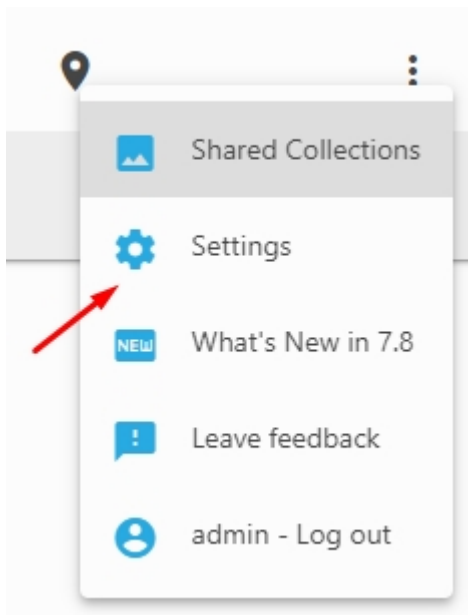 Shared Collections
Settings
NEW What's New in 7.8
Leave feedback
admin - Log out